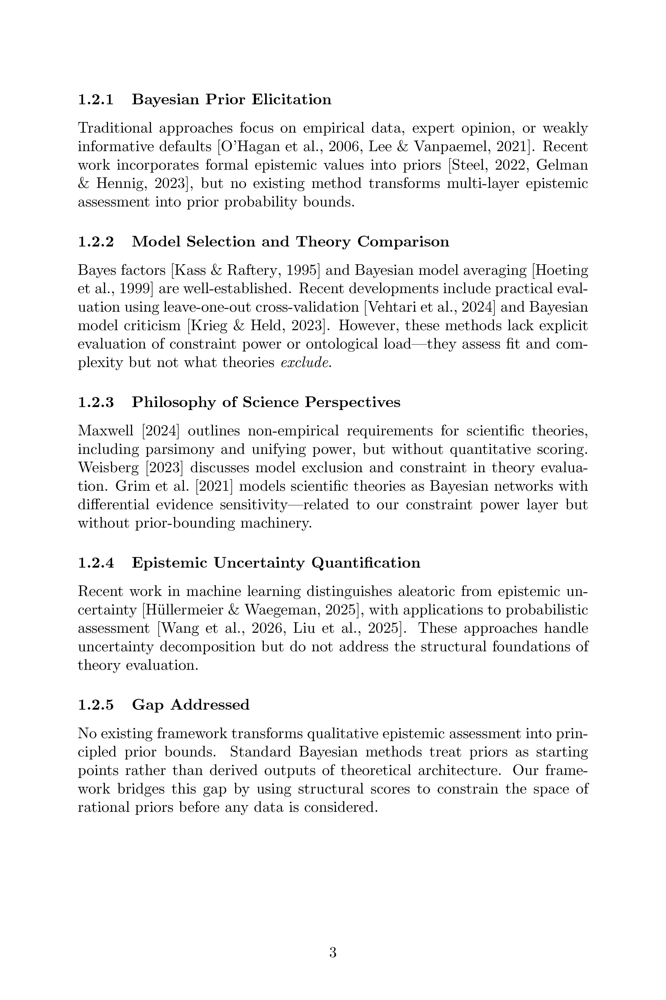 1.2.1 Bayesian Prior Elicitation
Traditional approaches focus on empirical data, expert opinion, or weakly
informative defaults [O'Hagan et al., 2006, Lee & Vanpaemel, 2021]. Recent
work incorporates formal epistemic values into priors [Steel, 2022, Gelman
& Hennig, 2023], but no existing method transforms multi-layer epistemic
assessment into prior probability bounds.
1.2.2 Model Selection and Theory Comparison
Bayes factors [Kass & Raftery, 1995] and Bayesian model averaging [Hoeting
et al., 1999] are well-established. Recent developments include practical eval-
uation using leave-one-out cross-validation [Vehtari et al., 2024] and Bayesian
model criticism [Krieg & Held, 2023]. However, these methods lack explicit
evaluation of constraint power or ontological load—they assess fit and com-
plexity but not what theories exclude.
1.2.3 Philosophy of Science Perspectives
Maxwell [2024] outlines non-empirical requirements for scientific theories,
including parsimony and unifying power, but without quantitative scoring.
Weisberg [2023] discusses model exclusion and constraint in theory evalua-
tion. Grim et al. [2021] models scientific theories as Bayesian networks with
differential evidence sensitivity—related to our constraint power layer but
without prior-bounding machinery.
1.2.4 Epistemic Uncertainty Quantification
Recent work in machine learning distinguishes aleatoric from epistemic un-
certainty [Hüllermeier & Waegeman, 2025], with applications to probabilistic
assessment [Wang et al., 2026, Liu et al., 2025]. These approaches handle
uncertainty decomposition but do not address the structural foundations of
theory evaluation.
1.2.5 Gap Addressed
No existing framework transforms qualitative epistemic assessment into prin-
cipled prior bounds. Standard Bayesian methods treat priors as starting
points rather than derived outputs of theoretical architecture. Our frame-
work bridges this gap by using structural scores to constrain the space of
rational priors before any data is considered.
3